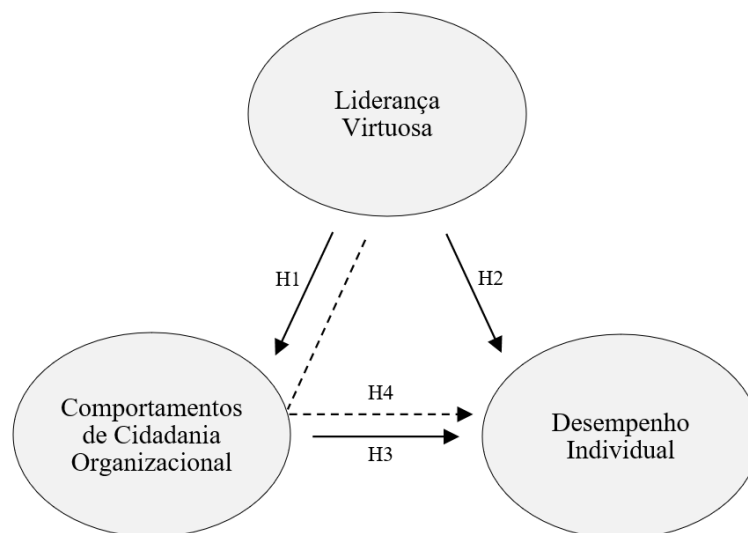 Liderança
Virtuosa
H1
H2
Comportamentos
de Cidadania
Organizacional
H4
H3
Desempenho
Individual